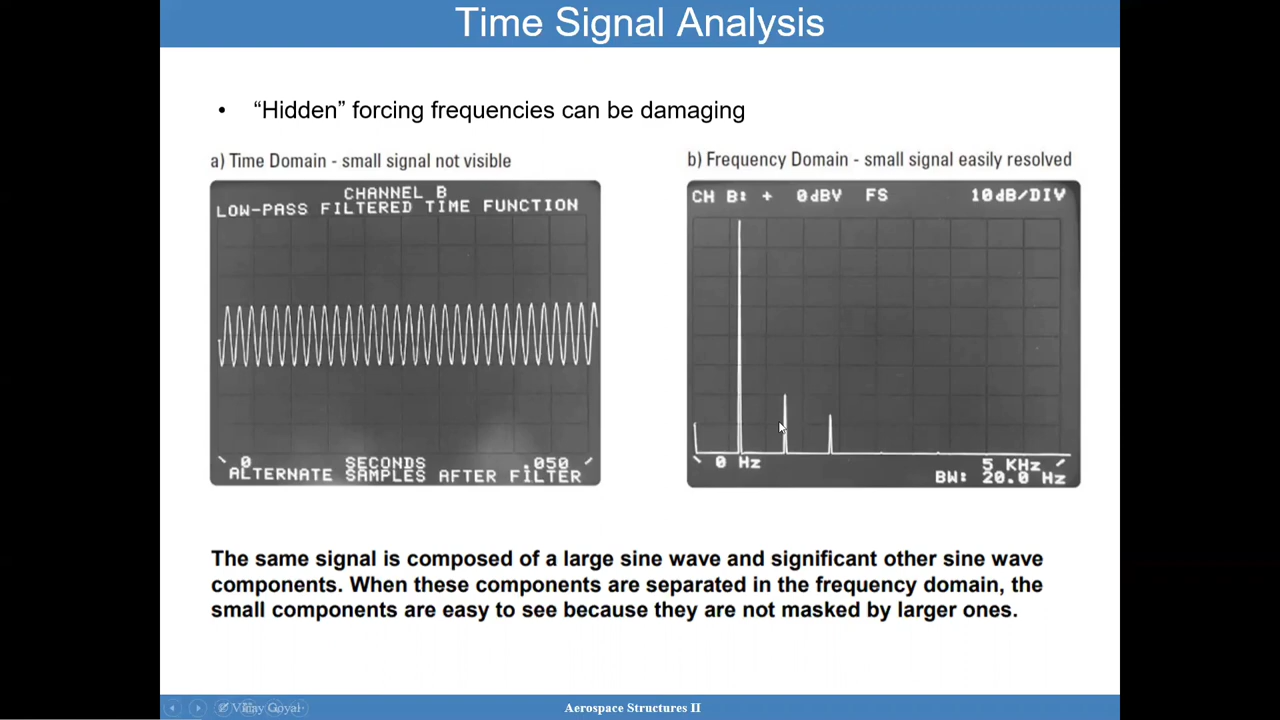 Time Signal Analysis
• “Hidden” forcing frequencies can be damaging
a) Time Domain - small signal not visible
CHANNEL B
LOW-PASS FILTERED TIME FUNCTION
0 SECONDS .050
ALTERNATE SAMPLES AFTER FILTER
b) Frequency Domain - small signal easily resolved
CH B: + 0dBV FS 10dB/DIV
0 Hz 5 KHz
BW: 20.0 Hz
The same signal is composed of a large sine wave and significant other sine wave
components. When these components are separated in the frequency domain, the
small components are easy to see because they are not masked by larger ones.
Vijay Goyal
Aerospace Structures II